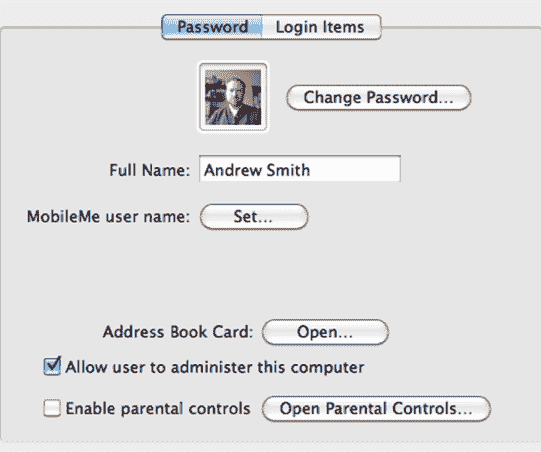 Password Login Items
Change Password...
Full Name: Andrew Smith
MobileMe user name: Set...
Address Book Card: Open...
Allow user to administer this computer
Enable parental controls Open Parental Controls...